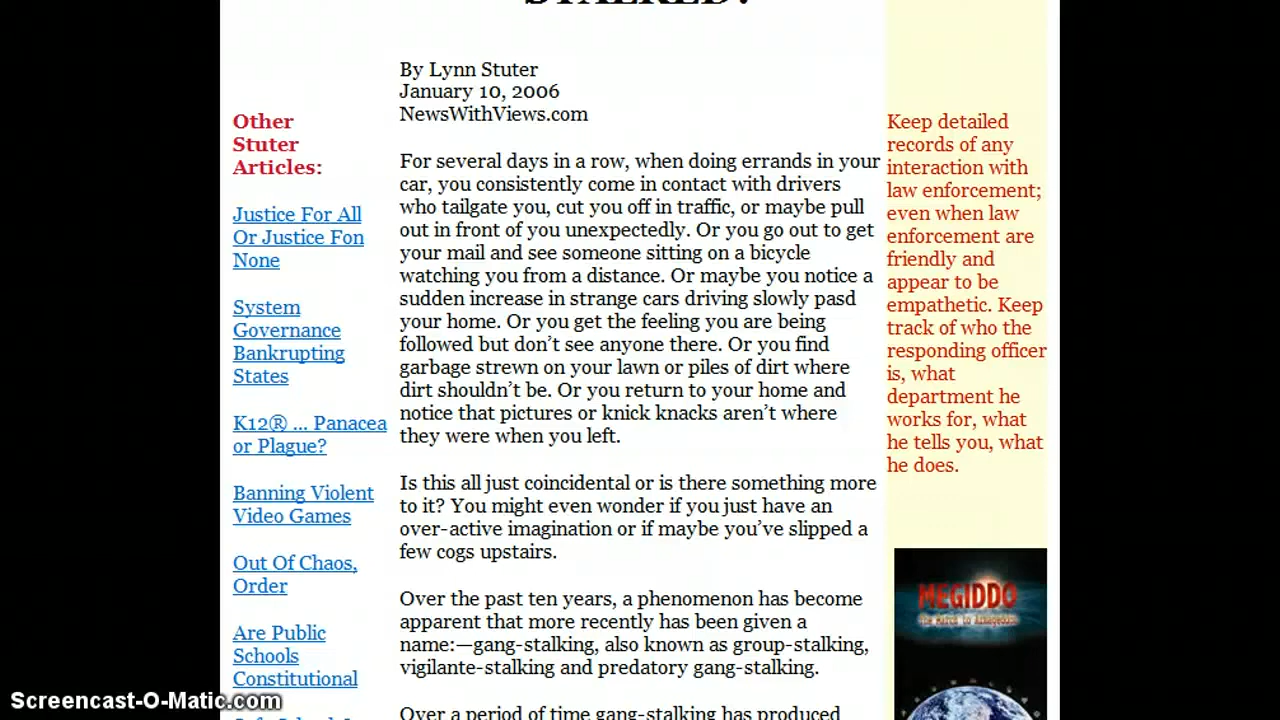 STALKED?
By Lynn Stuter
January 10, 2006
NewsWithViews.com
For several days in a row, when doing errands in your
car, you consistently come in contact with drivers
who tailgate you, cut you off in traffic, or maybe pull
out in front of you unexpectedly. Or you go out to get
your mail and see someone sitting on a bicycle
watching you from a distance. Or maybe you notice a
sudden increase in strange cars driving slowly pasd
your home. Or you get the feeling you are being
followed but don’t see anyone there. Or you find
garbage strewn on your lawn or piles of dirt where
dirt shouldn’t be. Or you return to your home and
notice that pictures or knick knacks aren’t where
they were when you left.
Is this all just coincidental or is there something more
to it? You might even wonder if you just have an
over-active imagination or if maybe you’ve slipped a
few cogs upstairs.
Over the past ten years, a phenomenon has become
apparent that more recently has been given a
name:—gang-stalking, also known as group-stalking,
vigilante-stalking and predatory gang-stalking.
Over a period of time gang-stalking has produced
Other
Stuter
Articles:
Justice For All
Or Justice Fon
None
System
Governance
Bankrupting
States
K12® ... Panacea
or Plague?
Banning Violent
Video Games
Out Of Chaos,
Order
Are Public
Schools
Constitutional
Keep detailed
records of any
interaction with
law enforcement;
even when law
enforcement are
friendly and
appear to be
empathetic. Keep
track of who the
responding officer
is, what
department he
works for, what
he tells you, what
he does.
MEGIDDO
The March to Armageddon
Screencast-O-Matic.com